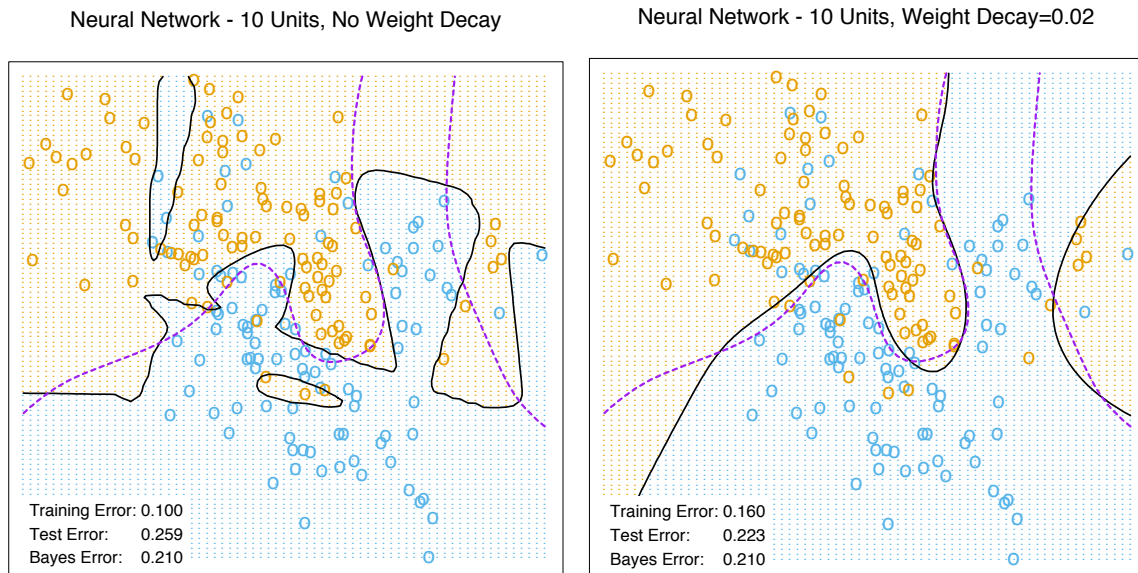 Neural Network - 10 Units, No Weight Decay
Training Error: 0.100
Test Error: 0.259
Bayes Error: 0.210
Neural Network - 10 Units, Weight Decay=0.02
Training Error: 0.160
Test Error: 0.223
Bayes Error: 0.210